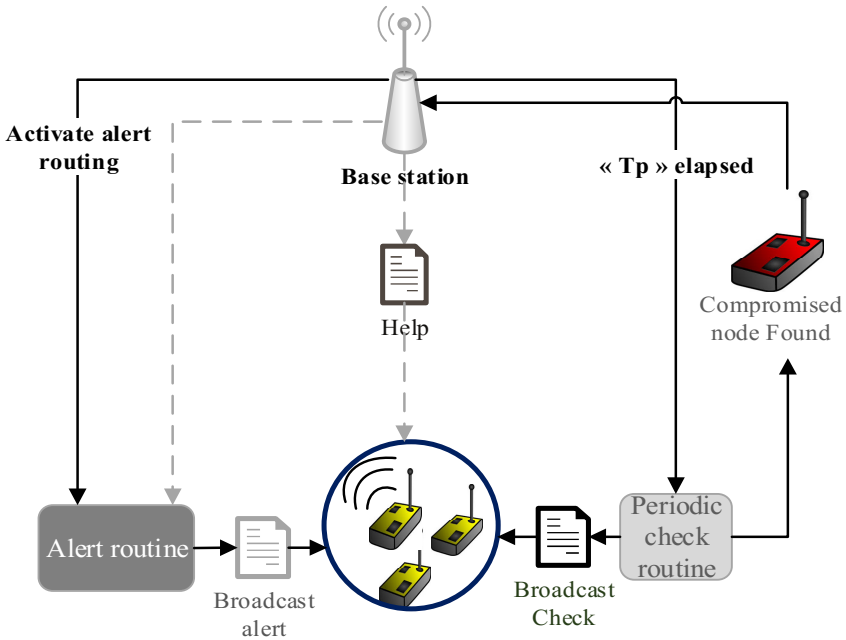 Activate alert
routing
Base station
« Tp » elapsed
Compromised
node Found
Help
Alert routine
Broadcast
alert
Broadcast
Check
Periodic
check
routine